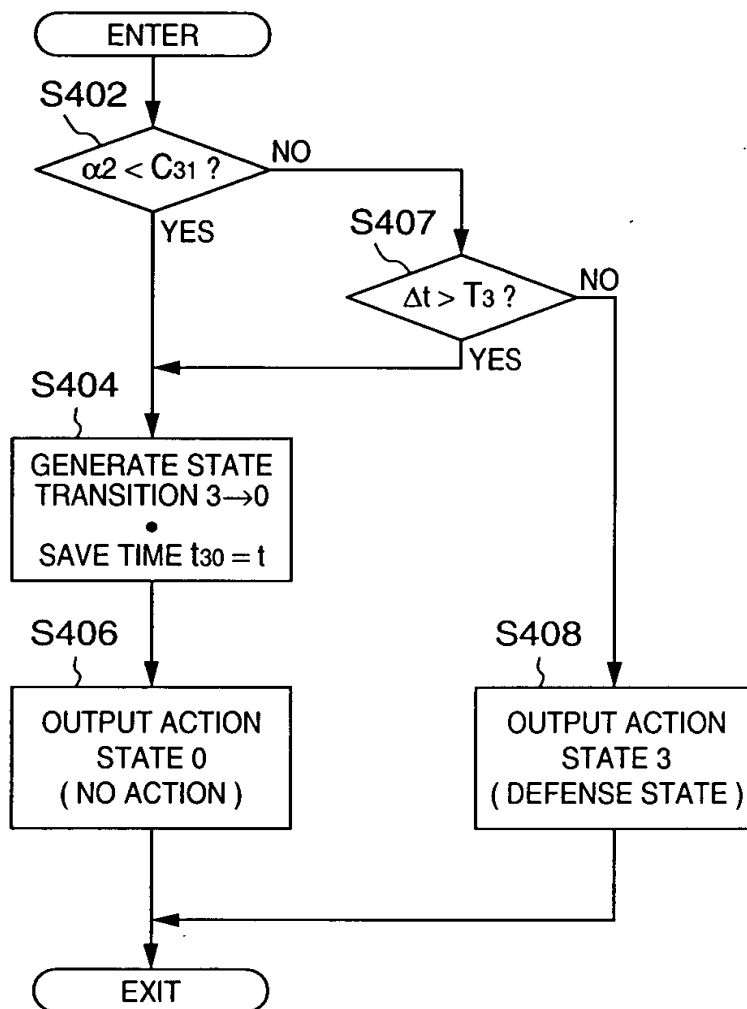 ENTER
S402
α2 < C31 ?
NO
YES
S407
Δt > T3 ?
NO
YES
S404
GENERATE STATE
TRANSITION 3→0
•
SAVE TIME t30 = t
S406
OUTPUT ACTION
STATE 0
( NO ACTION )
S408
OUTPUT ACTION
STATE 3
( DEFENSE STATE )
EXIT